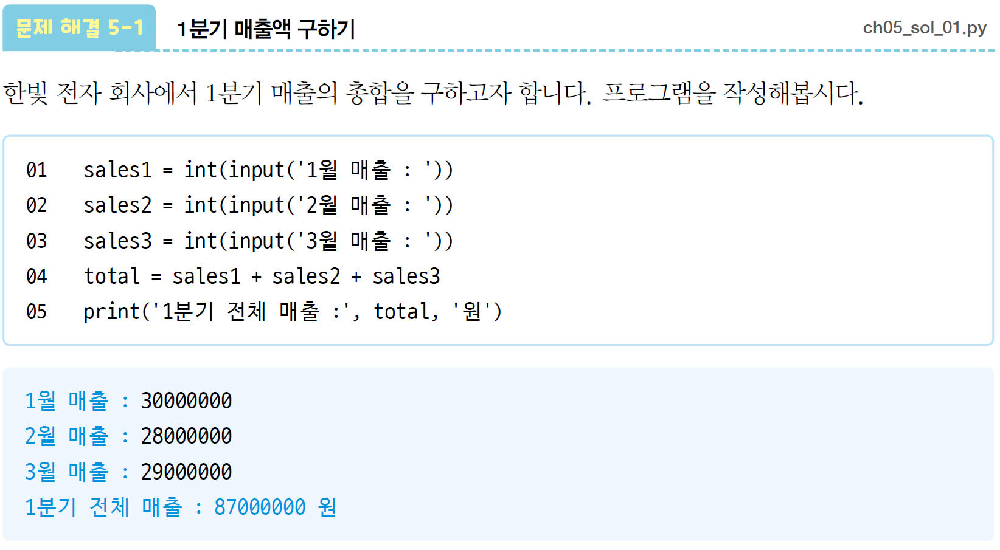 문제 해결 5-1 1분기 매출액 구하기 ch05_sol_01.py
한빛 전자 회사에서 1분기 매출의 총합을 구하고자 합니다. 프로그램을 작성해봅시다.
01 sales1 = int(input('1월 매출 : '))
02 sales2 = int(input('2월 매출 : '))
03 sales3 = int(input('3월 매출 : '))
04 total = sales1 + sales2 + sales3
05 print('1분기 전체 매출 :', total, '원')
1월 매출 : 30000000
2월 매출 : 28000000
3월 매출 : 29000000
1분기 전체 매출 : 87000000 원